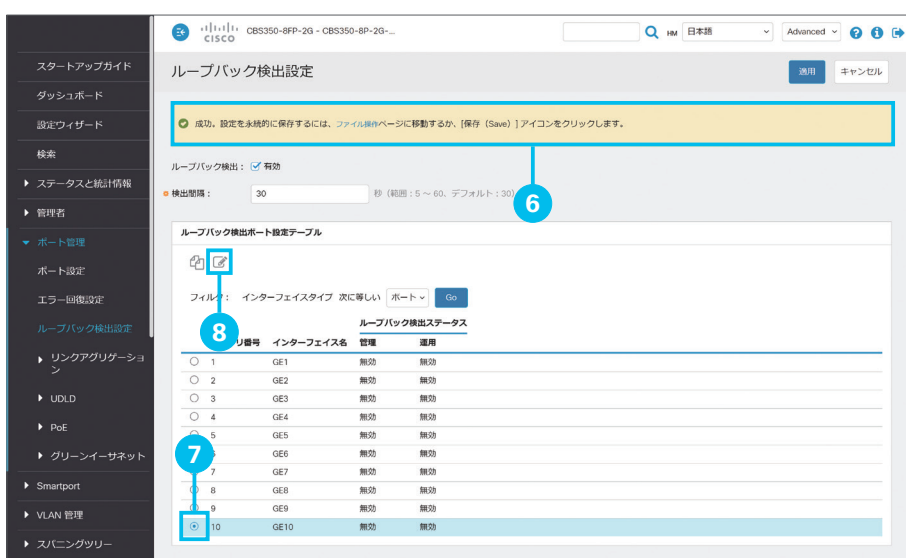 CISCO
CBS350-8FP-2G - CBS350-8P-2G-...
HM
日本語
Advanced
スタートアップガイド
ダッシュボード
設定ウィザード
検索
ステータスと統計情報
管理者
ポート管理
ポート設定
エラー回復設定
ループバック検出設定
リンクアグリゲーショ
ン
UDLD
PoE
グリーンイーサネット
Smartport
VLAN 管理
スパニングツリー
ループバック検出設定
適用
キャンセル
成功。設定を永続的に保存するには、ファイル操作ページに移動するか、[保存（Save）] アイコンをクリックします。
6
ループバック検出： 有効
検出間隔： 30 秒（範囲：5 ～ 60、デフォルト：30）
ループバック検出ポート設定テーブル
8
フィルタ： インターフェイスタイプ 次に等しい ポート Go
ループバック検出ステータス
リ番号 インターフェイス名 管理 運用
1 GE1 無効 無効
2 GE2 無効 無効
3 GE3 無効 無効
4 GE4 無効 無効
5 GE5 無効 無効
GE6 無効 無効
7 GE7 無効 無効
8 GE8 無効 無効
9 GE9 無効 無効
10 GE10 無効 無効
7